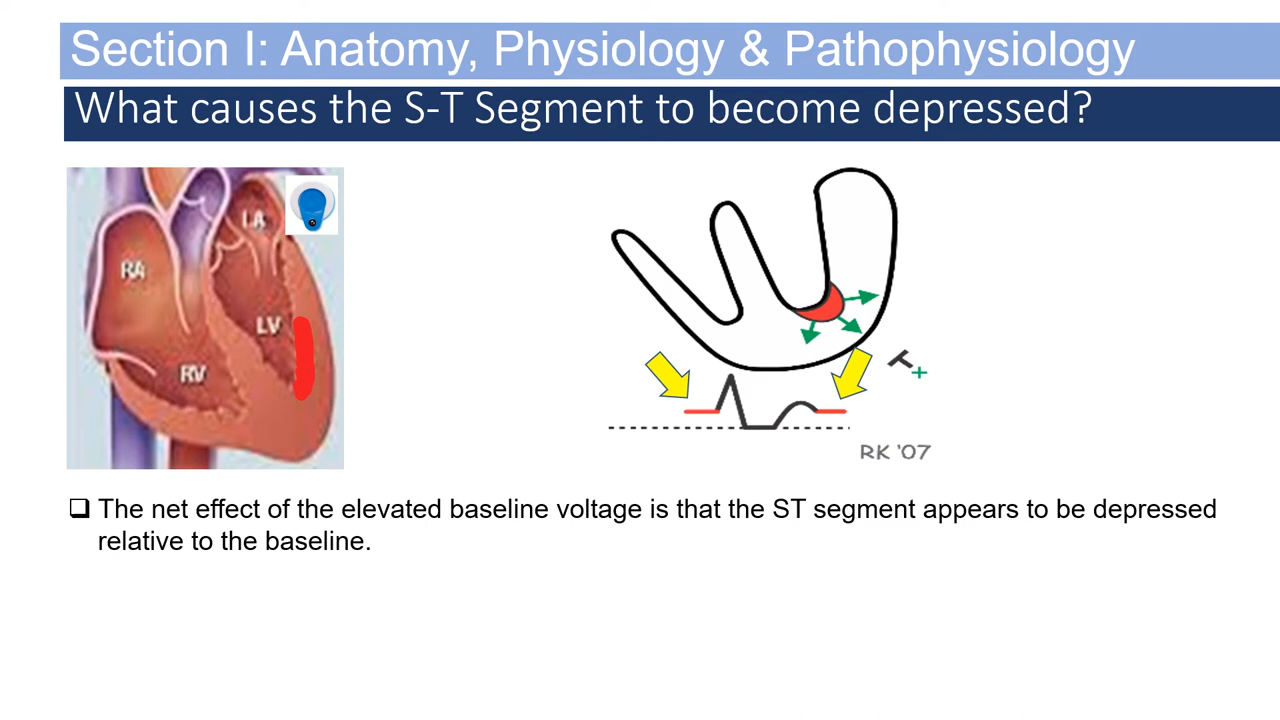 Section I: Anatomy, Physiology & Pathophysiology
What causes the S-T Segment to become depressed?
LA
RA
LV
RV
+
RK '07
❑ The net effect of the elevated baseline voltage is that the ST segment appears to be depressed
relative to the baseline.